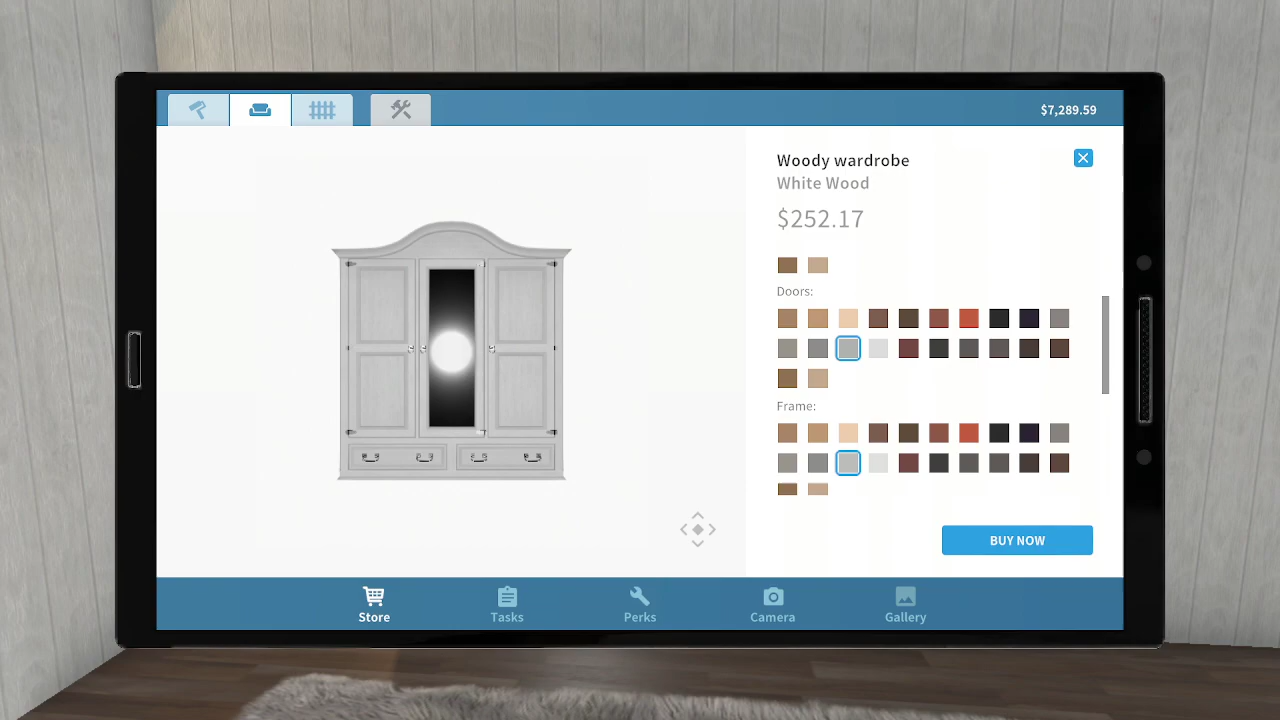 $7,289.59
Woody wardrobe
White Wood
$252.17
Doors:
Frame:
BUY NOW
Store
Tasks
Perks
Camera
Gallery